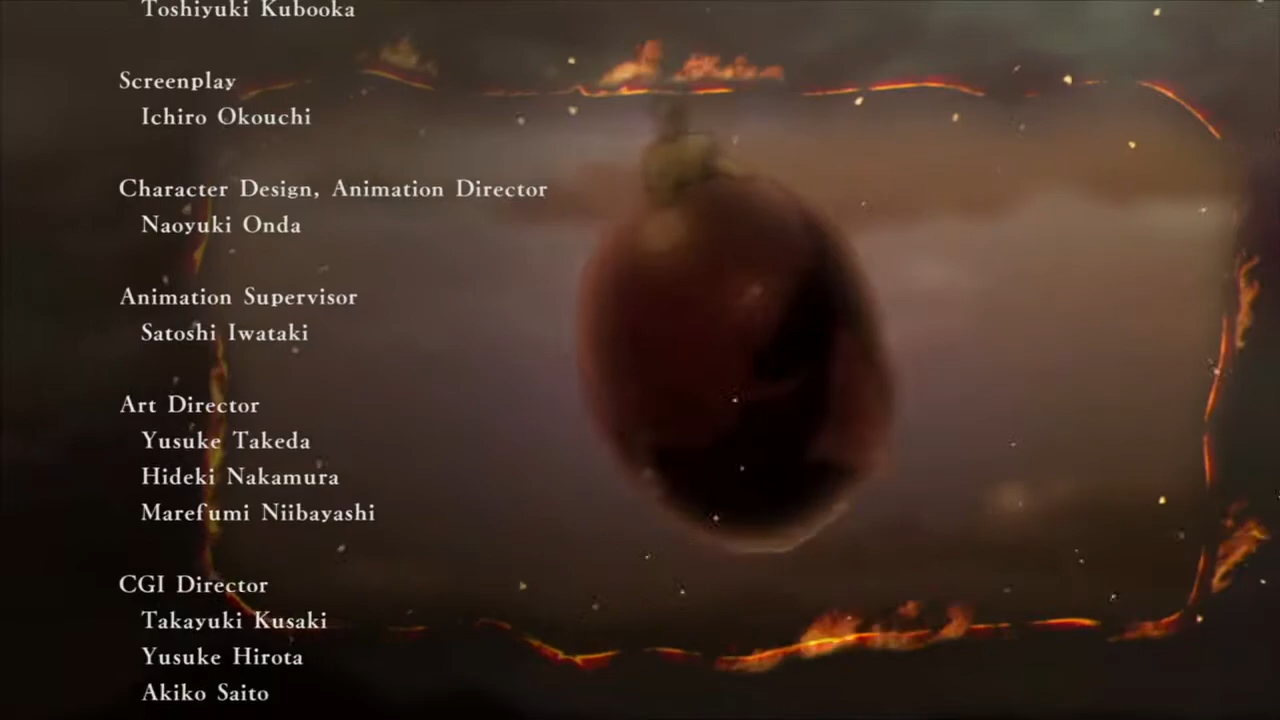 Toshiyuki Kubooka
Screenplay
Ichiro Okouchi
Character Design, Animation Director
Naoyuki Onda
Animation Supervisor
Satoshi Iwataki
Art Director
Yusuke Takeda
Hideki Nakamura
Marefumi Niibayashi
CGI Director
Takayuki Kusaki
Yusuke Hirota
Akiko Saito